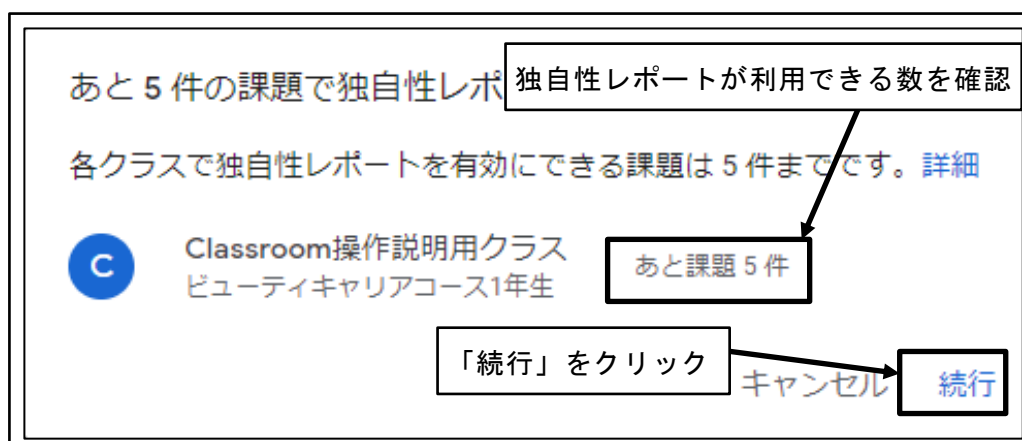 あと 5 件の課題で独自性レポ
独自性レポートが利用できる数を確認
各クラスで独自性レポートを有効にできる課題は 5 件までです。詳細
C
Classroom操作説明用クラス
ビューティキャリアコース1年生
あと課題 5 件
「続行」をクリック
キャンセル
続行